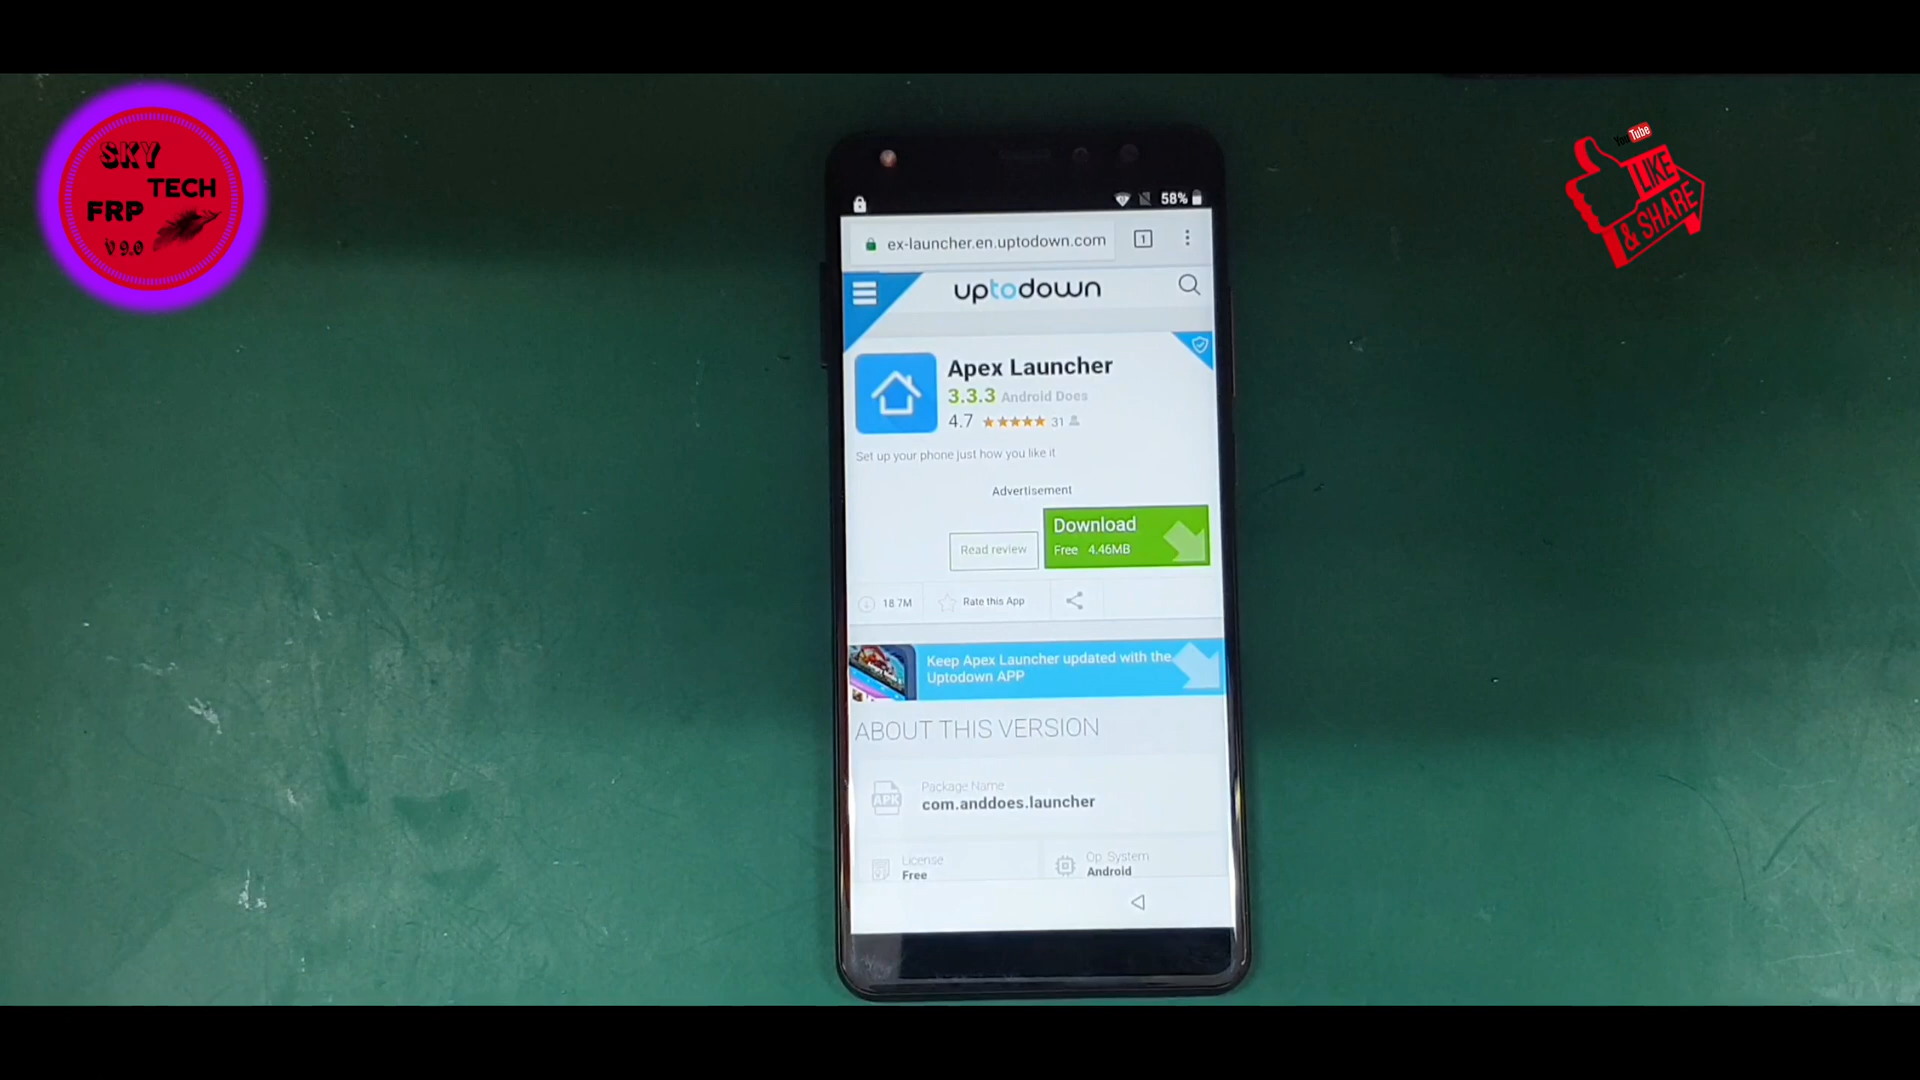 SKY
TECH
FRP
V 9.0
YouTube
LIKE
& SHARE
58%
ex-launcher.en.uptodown.com
1
uptodown
Apex Launcher
3.3.3 Android Does
4.7
31
Set up your phone just how you like it
Advertisement
Download
Read review
Free 4.46MB
18.7M
Rate this App
Keep Apex Launcher updated with the
Uptodown APP
ABOUT THIS VERSION
APK
Package Name
com.anddoes.launcher
License
Free
Op. System
Android